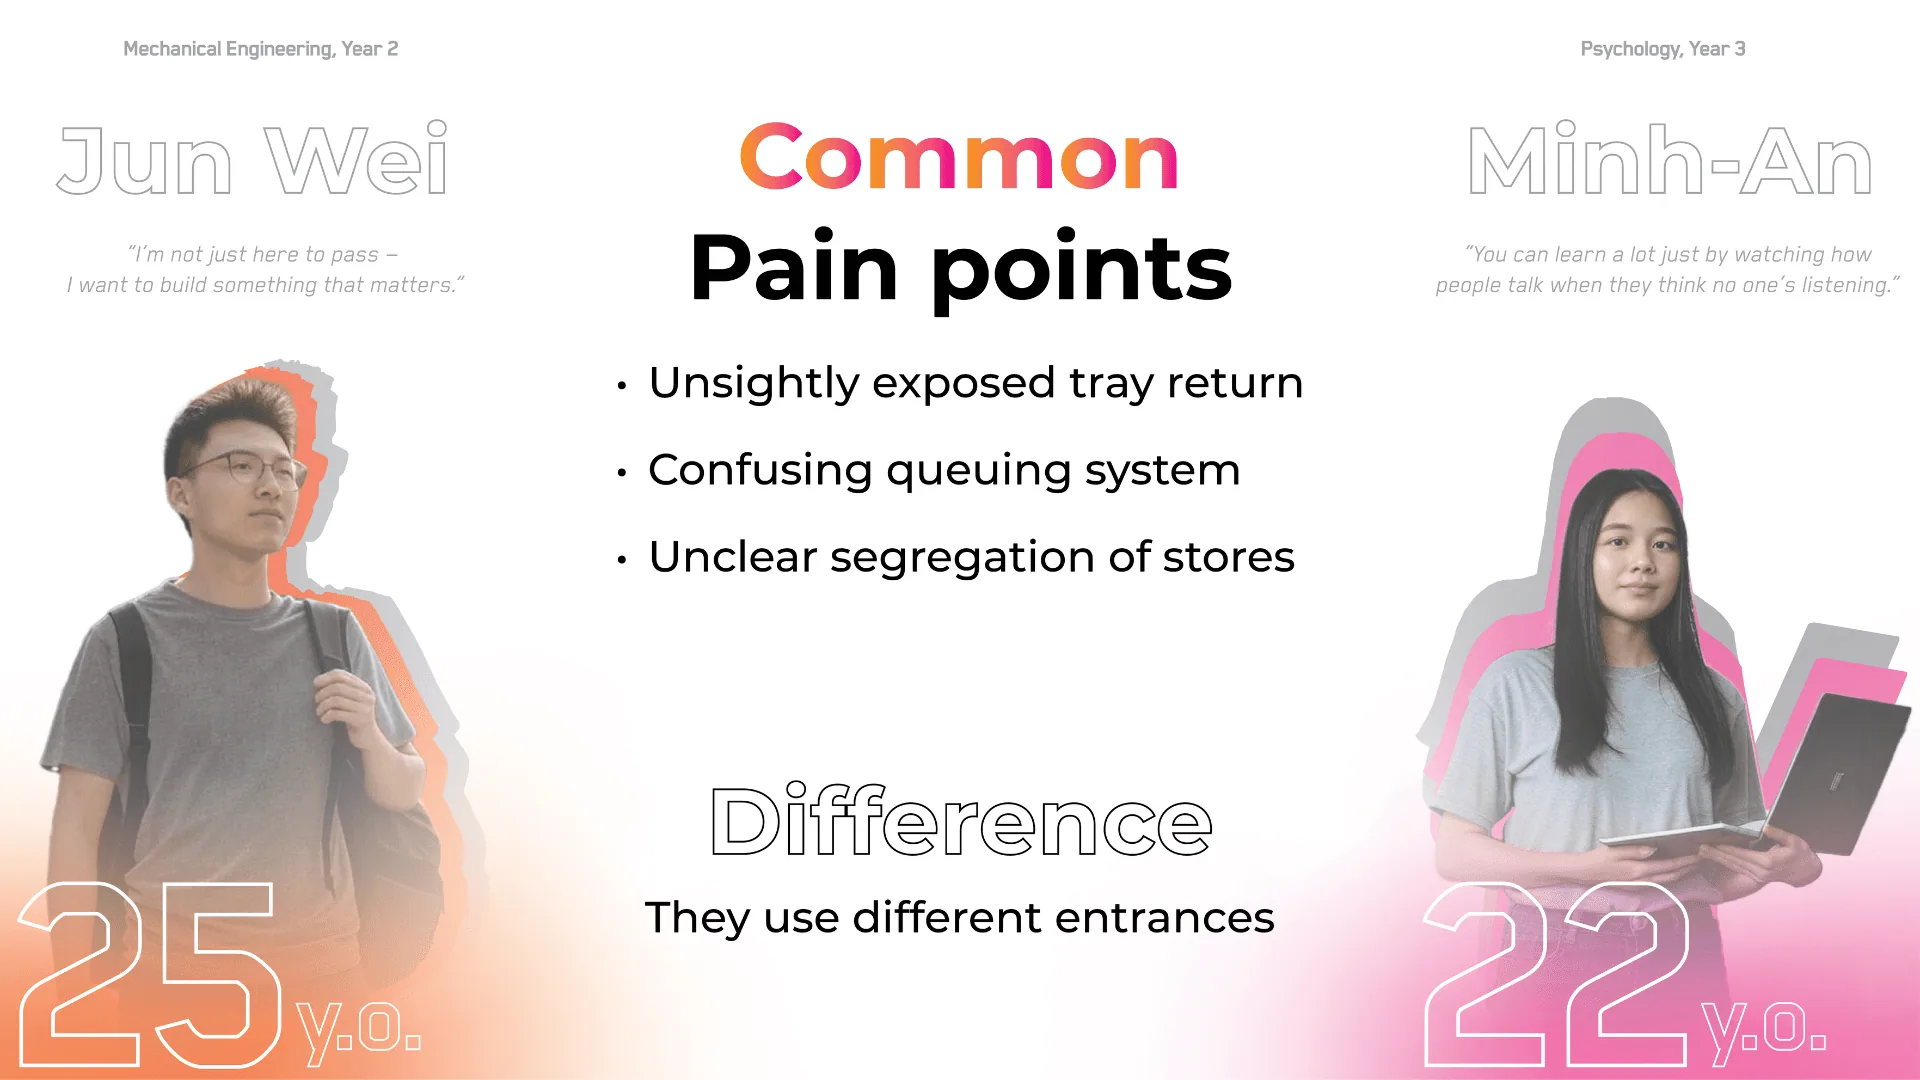 Mechanical Engineering, Year 2
Jun Wei
“I’m not just here to pass –
I want to build something that matters.”
25 y.o.
Common
Pain points
• Unsightly exposed tray return
• Confusing queuing system
• Unclear segregation of stores
Difference
They use different entrances
Psychology, Year 3
Minh-An
“You can learn a lot just by watching how
people talk when they think no one’s listening.”
22 y.o.